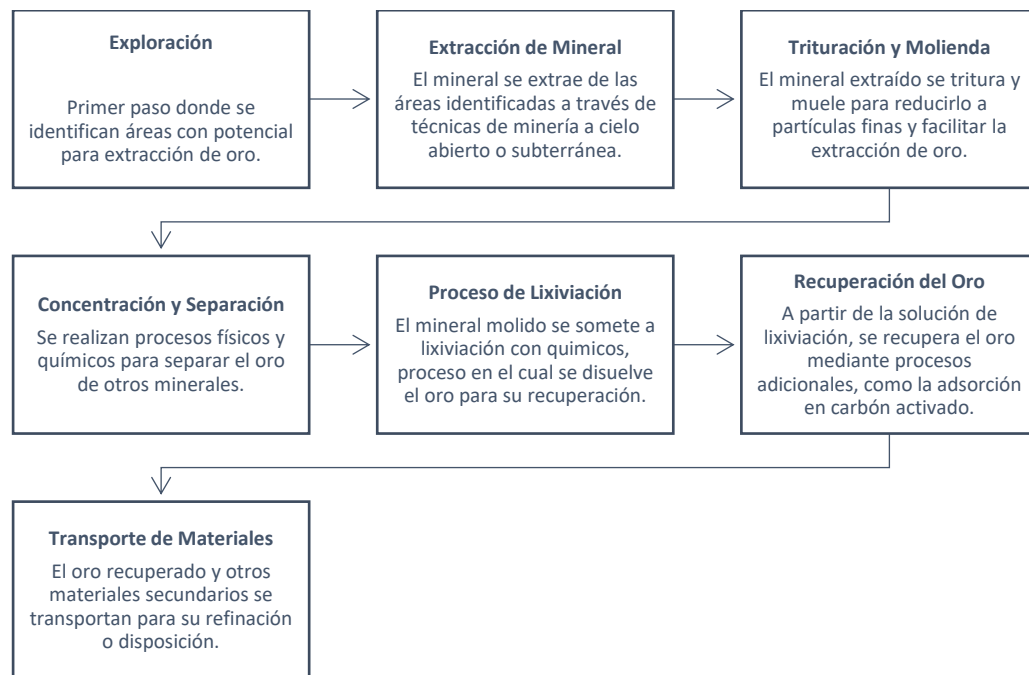 Exploración
Primer paso donde se
identifican áreas con potencial
para extracción de oro.
Extracción de Mineral
El mineral se extrae de las
áreas identificadas a través de
técnicas de minería a cielo
abierto o subterránea.
Trituración y Molienda
El mineral extraído se tritura y
muele para reducirlo a
partículas finas y facilitar la
extracción de oro.
Concentración y Separación
Se realizan procesos físicos y
químicos para separar el oro
de otros minerales.
Proceso de Lixiviación
El mineral molido se somete a
lixiviación con quimicos,
proceso en el cual se disuelve
el oro para su recuperación.
Recuperación del Oro
A partir de la solución de
lixiviación, se recupera el oro
mediante procesos
adicionales, como la adsorción
en carbón activado.
Transporte de Materiales
El oro recuperado y otros
materiales secundarios se
transportan para su refinación
o disposición.